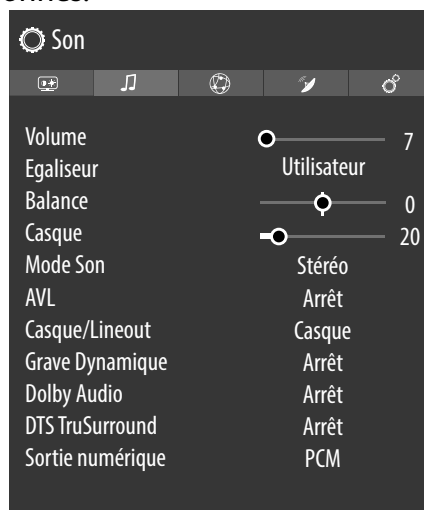 Son
Volume 7
Egaliseur Utilisateur
Balance 0
Casque 20
Mode Son Stéréo
AVL Arrêt
Casque/Lineout Casque
Grave Dynamique Arrêt
Dolby Audio Arrêt
DTS TruSurround Arrêt
Sortie numérique PCM